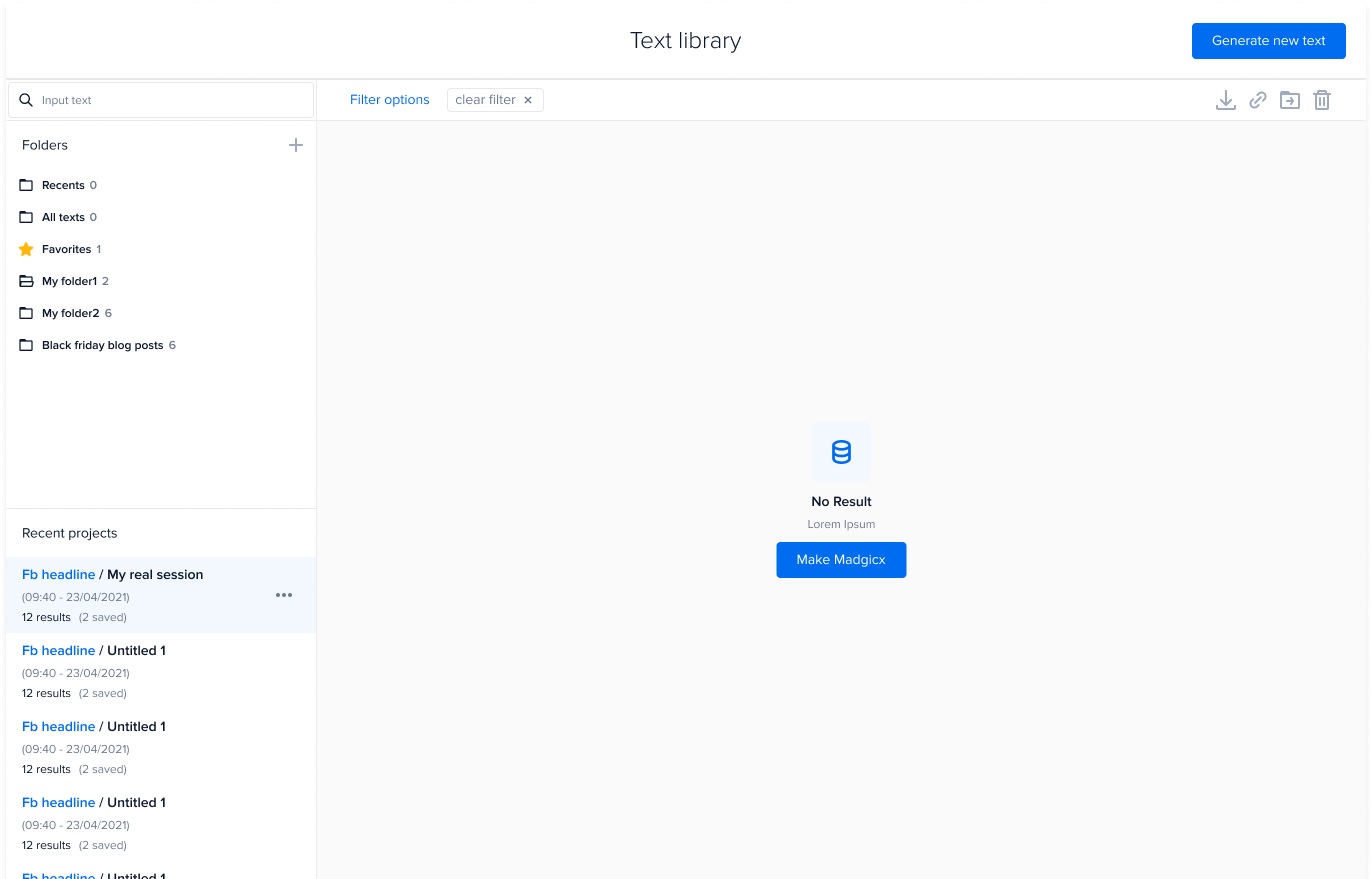 Text library
Generate new text
Input text
Filter options
clear filter
Folders
Recents 0
All texts 0
Favorites 1
My folder1 2
My folder2 6
Black friday blog posts 6
Recent projects
Fb headline / My real session
(09:40 - 23/04/2021)
12 results (2 saved)
Fb headline / Untitled 1
(09:40 - 23/04/2021)
12 results (2 saved)
Fb headline / Untitled 1
(09:40 - 23/04/2021)
12 results (2 saved)
Fb headline / Untitled 1
(09:40 - 23/04/2021)
12 results (2 saved)
Fb headline / Untitled 1
No Result
Lorem Ipsum
Make Madgicx